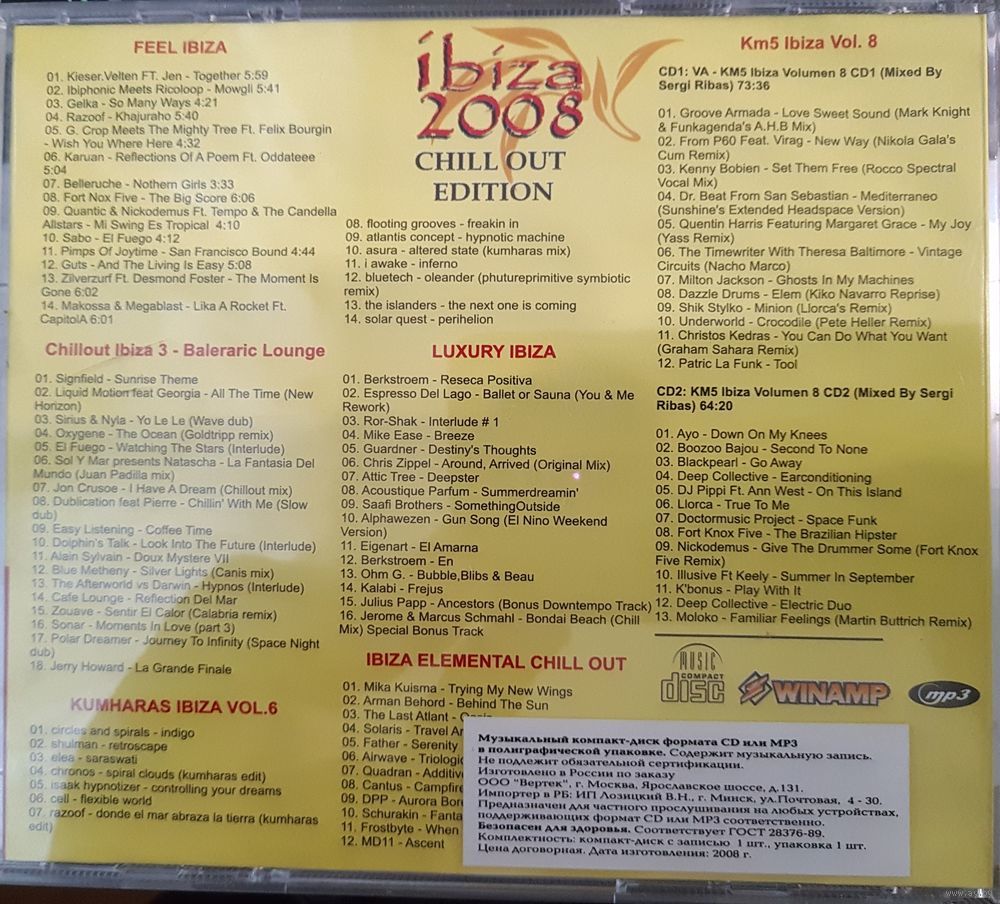 FEEL IBIZA
01. Kieser.Velten FT. Jen - Together 5:59
02. Ibiphonic Meets Ricoloop - Mowgli 5:41
03. Gelka - So Many Ways 4:21
04. Razoof - Khajuraho 5:40
05. G. Crop Meets The Mighty Tree Ft. Felix Bourgin
- Wish You Where Here 4:32
06. Karuan - Reflections Of A Poem Ft. Oddateee
5:04
07. Belleruche - Nothern Girls 3:33
08. Fort Nox Five - The Big Score 6:06
09. Quantic & Nickodemus Ft. Tempo & The Candella
Allstars - Mi Swing Es Tropical 4:10
10. Sabo - El Fuego 4:12
11. Pimps Of Joytime - San Francisco Bound 4:44
12. Guts - And The Living Is Easy 5:08
13. Zilverzurf Ft. Desmond Foster - The Moment Is
Gone 6:02
14. Makossa & Megablast - Lika A Rocket Ft.
CapitolA 6:01
Chillout Ibiza 3 - Baleraric Lounge
01. Signfield - Sunrise Theme
02. Liquid Motion feat Georgia - All The Time (New
Horizon)
03. Sirius & Nyla - Yo Le Le (Wave dub)
04. Oxygene - The Ocean (Goldtripp remix)
05. El Fuego - Watching The Stars (Interlude)
06. Sol Y Mar presents Natascha - La Fantasia Del
Mundo (Juan Padilla mix)
07. Jon Crusoe - I Have A Dream (Chillout mix)
08. Dublication feat Pierre - Chillin' With Me (Slow
dub)
09. Easy Listening - Coffee Time
10. Dolphin's Talk - Look Into The Future (Interlude)
11. Alain Sylvain - Doux Mystere VII
12. Blue Metheny - Silver Lights (Canis mix)
13. The Afterworld vs Darwin - Hypnos (Interlude)
14. Cafe Lounge - Reflection Del Mar
15. Zouave - Sentir El Calor (Calabria remix)
16. Sonar - Moments In Love (part 3)
17. Polar Dreamer - Journey To Infinity (Space Night
dub)
18. Jerry Howard - La Grande Finale
KUMHARAS IBIZA VOL.6
01. circles and spirals - indigo
02. shulman - retroscape
03. elea - saraswati
04. chronos - spiral clouds (kumharas edit)
05. isaak hypnotizer - controlling your dreams
06. cell - flexible world
07. razoof - donde el mar abraza la tierra (kumharas
edit)
ibiza
2008
CHILL OUT
EDITION
08. flooting grooves - freakin in
09. atlantis concept - hypnotic machine
10. asura - altered state (kumharas mix)
11. i awake - inferno
12. bluetech - oleander (phutureprimitive symbiotic
remix)
13. the islanders - the next one is coming
14. solar quest - perihelion
LUXURY IBIZA
01. Berkstroem - Reseca Positiva
02. Espresso Del Lago - Ballet or Sauna (You & Me
Rework)
03. Ror-Shak - Interlude # 1
04. Mike Ease - Breeze
05. Guardner - Destiny's Thoughts
06. Chris Zippel - Around, Arrived (Original Mix)
07. Attic Tree - Deepster
08. Acoustique Parfum - Summerdreamin'
09. Saafi Brothers - SomethingOutside
10. Alphawezen - Gun Song (El Nino Weekend
Version)
11. Eigenart - El Amarna
12. Berkstroem - En
13. Ohm G. - Bubble,Blibs & Beau
14. Kalabi - Frejus
15. Julius Papp - Ancestors (Bonus Downtempo Track)
16. Jerome & Marcus Schmahl - Bondai Beach (Chill
Mix) Special Bonus Track
IBIZA ELEMENTAL CHILL OUT
01. Mika Kuisma - Trying My New Wings
02. Arman Behord - Behind The Sun
03. The Last Atlant -
04. Solaris - Travel
05. Father - Serenity
06. Airwave -
07. Quadran -
08. Cantus - Campfire
09. DPP - Aurora
10. Schurakin -
11. Frostbyte - When
12. MD11 - Ascent
Km5 Ibiza Vol. 8
CD1: VA - KM5 Ibiza Volumen 8 CD1 (Mixed By
Sergi Ribas) 73:36
01. Groove Armada - Love Sweet Sound (Mark Knight
& Funkagenda's A.H.B Mix)
02. From P60 Feat. Virag - New Way (Nikola Gala's
Cum Remix)
03. Kenny Bobien - Set Them Free (Rocco Spectral
Vocal Mix)
04. Dr. Beat From San Sebastian - Mediterraneo
(Sunshine's Extended Headspace Version)
05. Quentin Harris Featuring Margaret Grace - My Joy
(Yass Remix)
06. The Timewriter With Theresa Baltimore - Vintage
Circuits (Nacho Marco)
07. Milton Jackson - Ghosts In My Machines
08. Dazzle Drums - Elem (Kiko Navarro Reprise)
09. Shik Stylko - Minion (Llorca's Remix)
10. Underworld - Crocodile (Pete Heller Remix)
11. Christos Kedras - You Can Do What You Want
(Graham Sahara Remix)
12. Patric La Funk - Tool
CD2: KM5 Ibiza Volumen 8 CD2 (Mixed By Sergi
Ribas) 64:20
01. Ayo - Down On My Knees
02. Boozoo Bajou - Second To None
03. Blackpearl - Go Away
04. Deep Collective - Earconditioning
05. DJ Pippi Ft. Ann West - On This Island
06. Llorca - True To Me
07. Doctormusic Project - Space Funk
08. Fort Knox Five - The Brazilian Hipster
09. Nickodemus - Give The Drummer Some (Fort Knox
Five Remix)
10. Illusive Ft Keely - Summer In September
11. K'bonus - Play With It
12. Deep Collective - Electric Duo
13. Moloko - Familiar Feelings (Martin Buttrich Remix)
MUSIC
COMPACT
disc
WINAMP
mp3
Музыкальный компакт-диск формата CD или MP3
в полиграфической упаковке. Содержит музыкальную запись.
Не подлежит обязательной сертификации.
Изготовлено в России по заказу
ООО "Вертек", г. Москва, Ярославское шоссе, д.131.
Импортер в РБ: ИП Лозицкий В.Н., г. Минск, ул.Почтовая, 4 - 30.
Предназначен для частного прослушивания на любых устройствах,
поддерживающих формат CD или MP3 соответственно.
Безопасен для здоровья. Соответствует ГОСТ 28376-89.
Комплектность: компакт-диск с записью 1 шт., упаковка 1 шт.
Цена договорная. Дата изготовления: 2008 г.